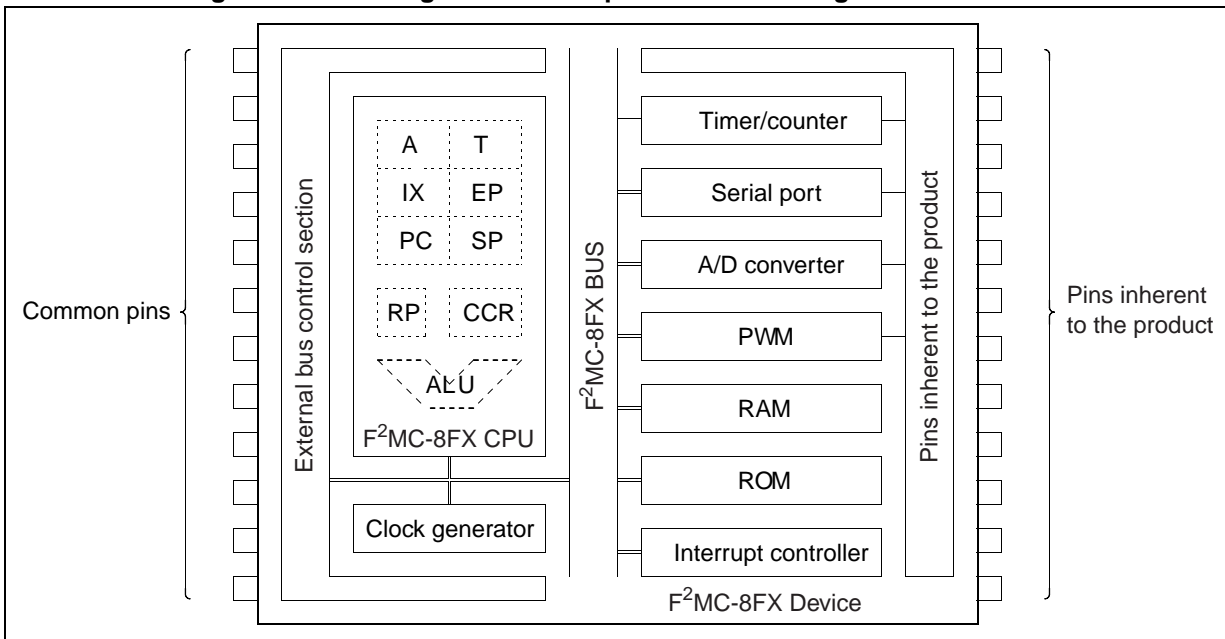 Common pins
External bus control section
A T
IX EP
PC SP
RP CCR
ALU
F²MC-8FX CPU
Clock generator
F²MC-8FX BUS
Timer/counter
Serial port
A/D converter
PWM
RAM
ROM
Interrupt controller
Pins inherent to the product
F²MC-8FX Device
Pins inherent
to the product